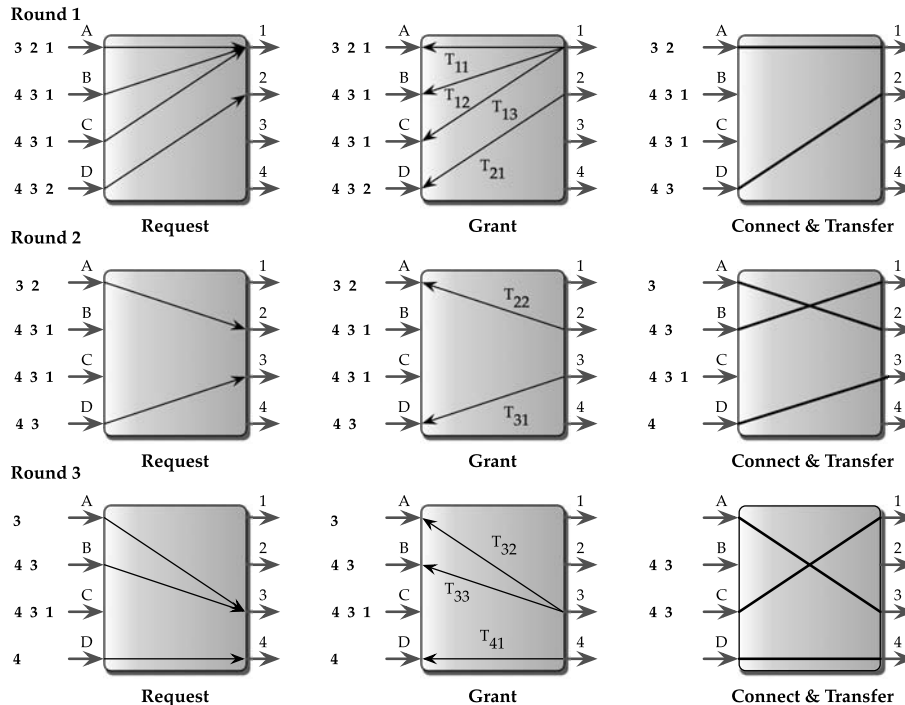 Round 1
A 1 A 1 A 1
3 2 1 3 2 1 3 2
T11
B 2 B 2 B 2
4 3 1 4 3 1 4 3 1
T12 T13
C 3 C 3 C 3
4 3 1 4 3 1 4 3 1
D 4 D 4 D 4
4 3 2 4 3 2 4 3
T21
Request Grant Connect & Transfer
Round 2
A 1 A 1 A 1
3 2 3 2 3
T22
B 2 B 2 B 2
4 3 1 4 3 1 4 3
C 3 C 3 C 3
4 3 1 4 3 1 4 3 1
D 4 D 4 D 4
4 3 4 3 4
T31
Request Grant Connect & Transfer
Round 3
A 1 A 1 A 1
3 3
T32
B 2 B 2 B 2
4 3 4 3 4 3
T33
C 3 C 3 C 3
4 3 1 4 3 1 4 3
D 4 D 4 D 4
4 4
T41
Request Grant Connect & Transfer